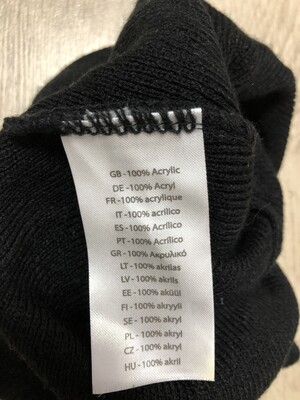 GB -100% Acrylic
DE - 100% Acryl
FR -100% acrylique
IT - 100% acrilico
ES - 100% Acrílico
PT - 100% Acrílico
GR - 100% Ακρυλικό
LT - 100% akrilas
LV - 100% akrils
EE - 100% aküül
FI - 100% akryyli
SE - 100% akryl
PL - 100% akryl
CZ - 100% akryl
HU - 100% akril